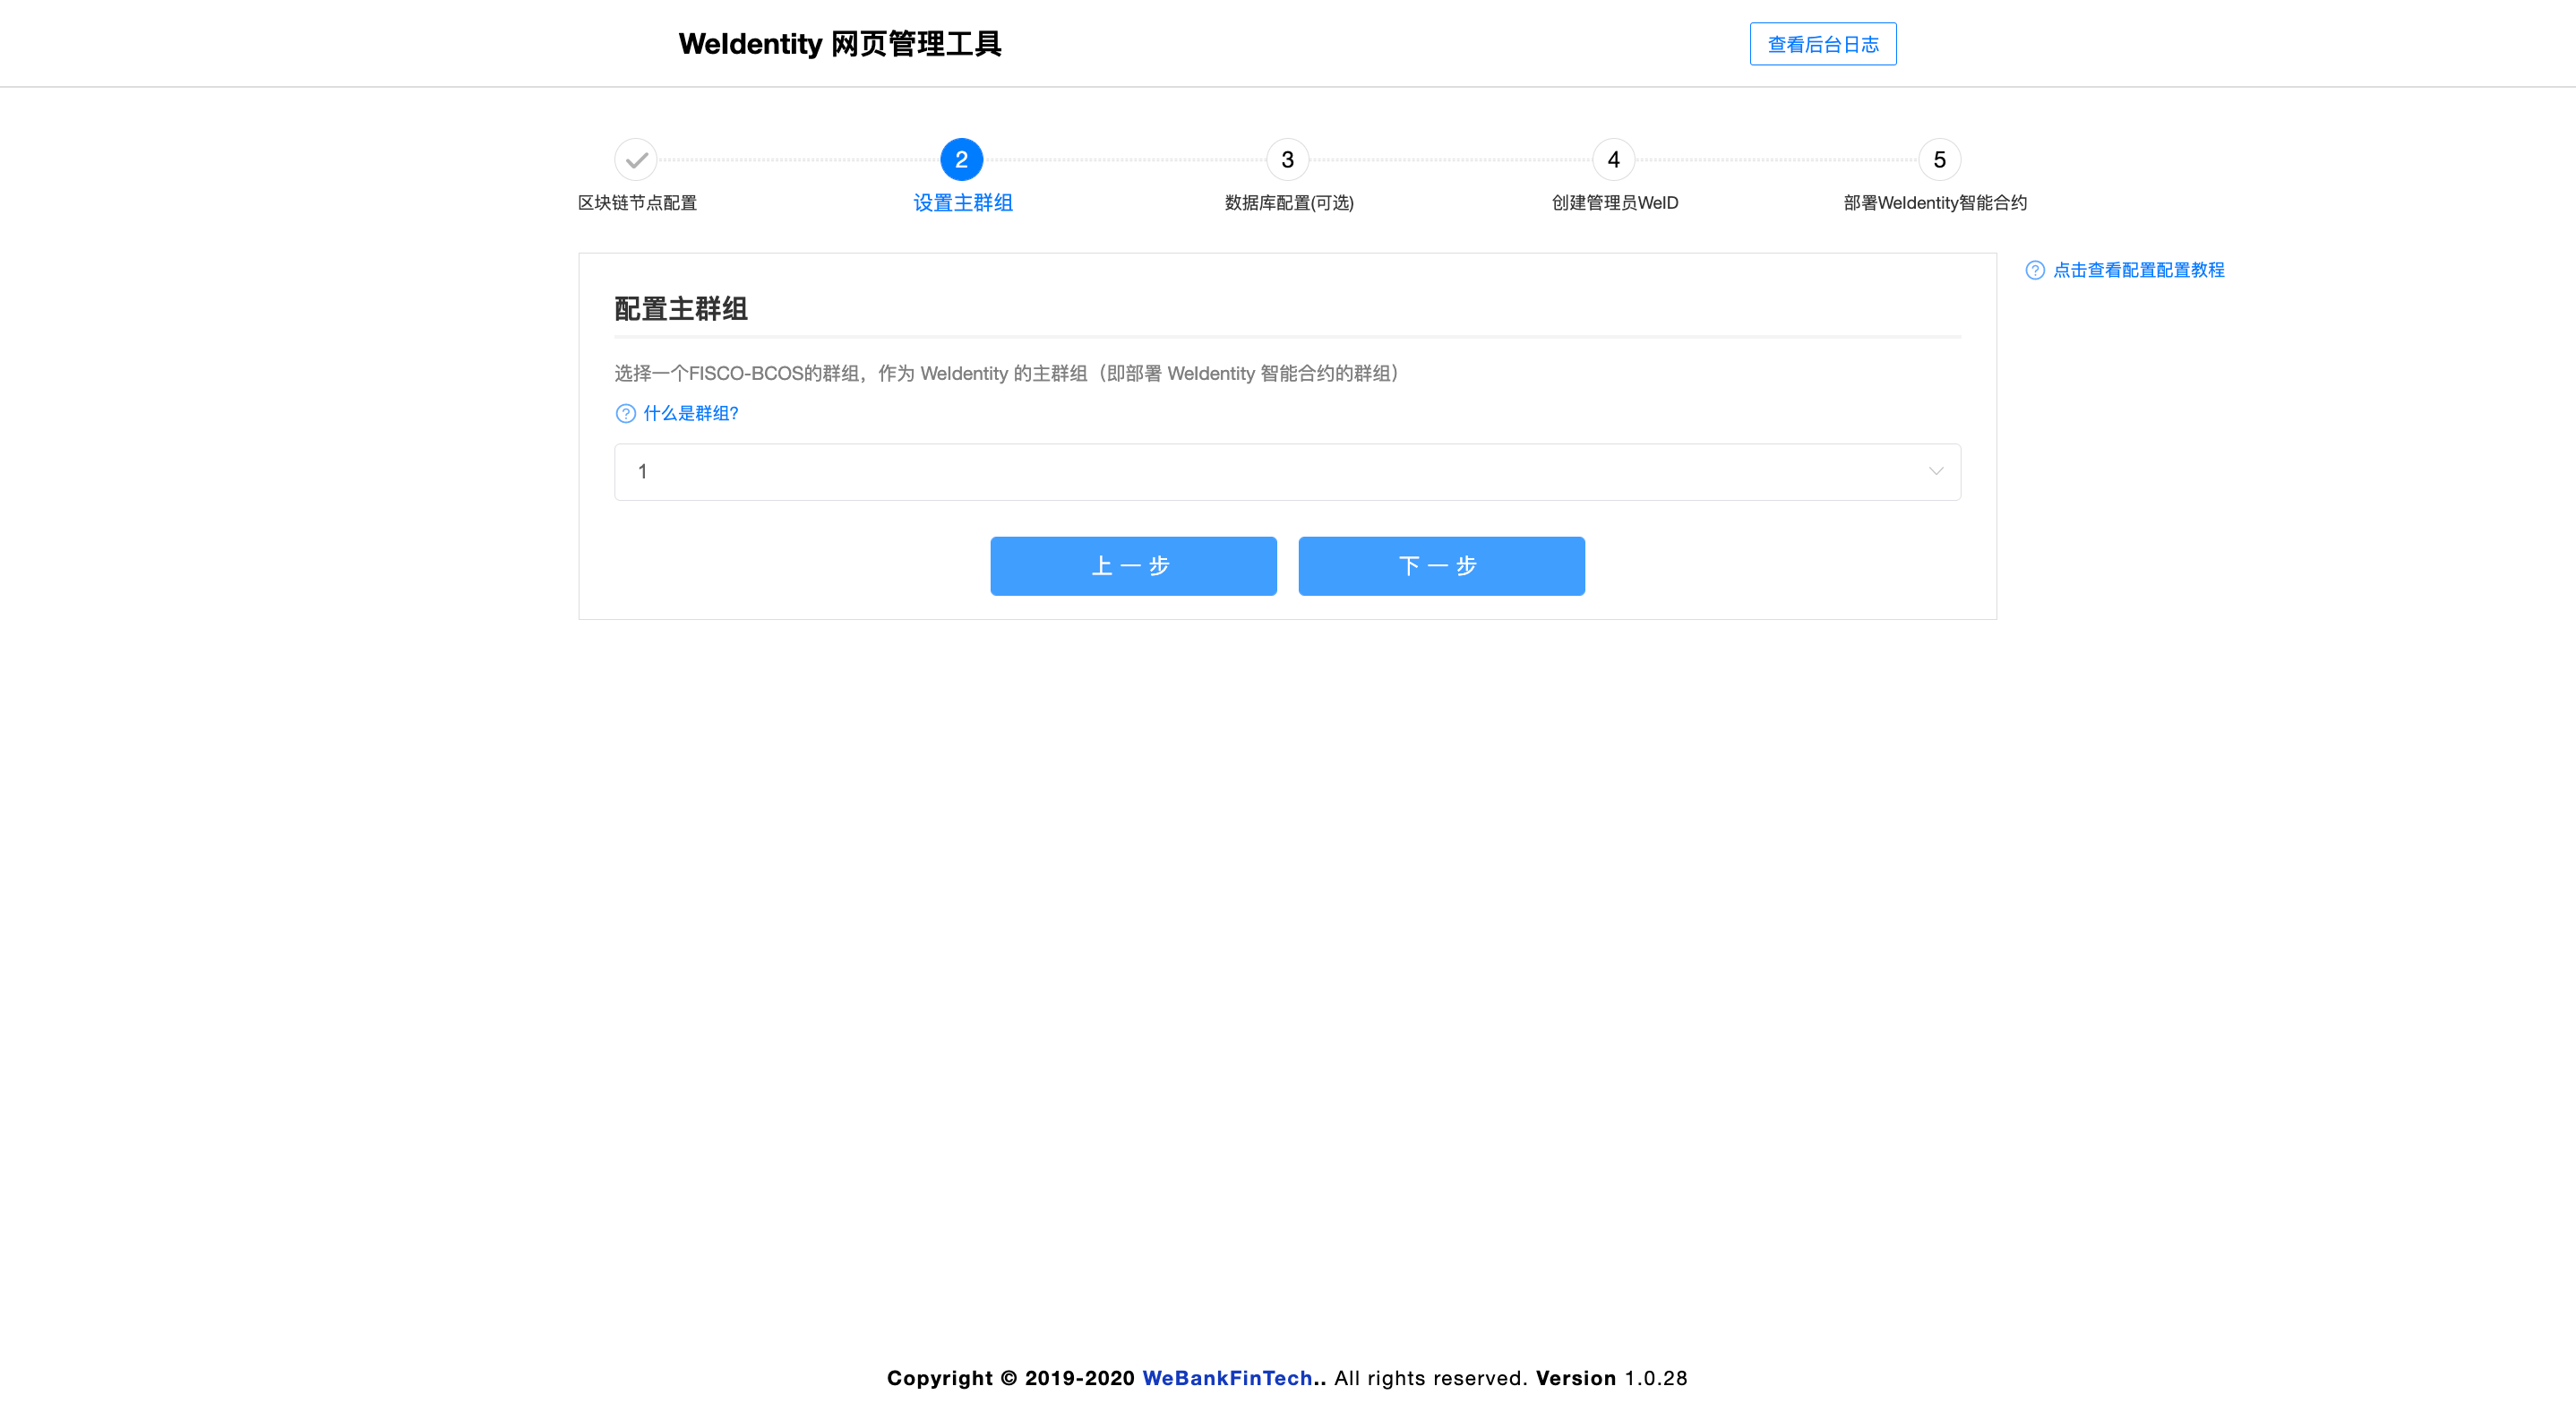 WeIdentity 网页管理工具
查看后台日志
2
3
4
5
区块链节点配置
设置主群组
数据库配置(可选)
创建管理员WeID
部署WeIdentity智能合约
点击查看配置配置教程
配置主群组
选择一个FISCO-BCOS的群组，作为 WeIdentity 的主群组（即部署 WeIdentity 智能合约的群组）
什么是群组?
1
上一步
下一步
Copyright © 2019-2020 WeBankFinTech.. All rights reserved. Version 1.0.28